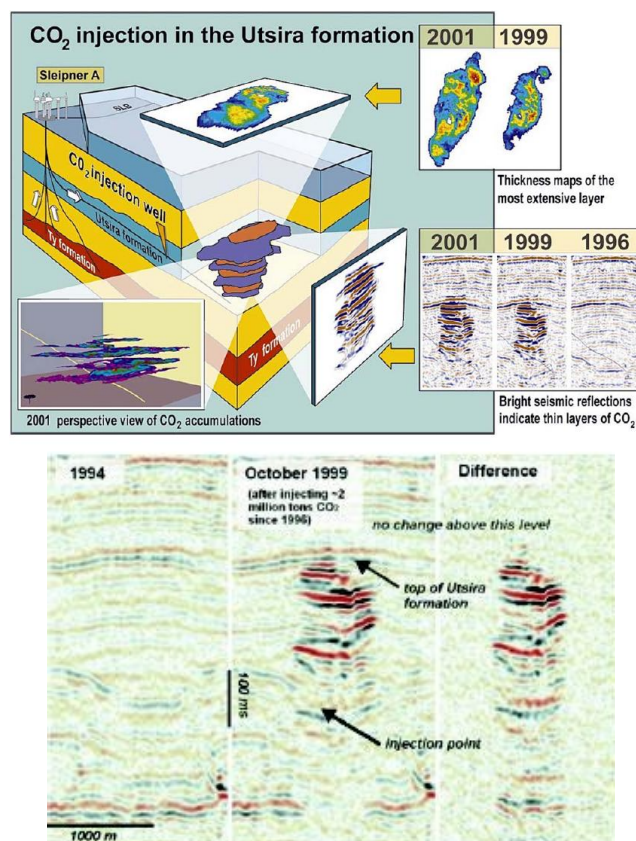 CO₂ injection in the Utsira formation
Sleipner A
CO₂ injection well
Utsira formation
Ty formation
Ty formation
2001 perspective view of CO₂ accumulations
2001 1999
Thickness maps of the
most extensive layer
2001 1999 1996
Bright seismic reflections
indicate thin layers of CO₂
1994
October 1999
(after injecting ~2
million tons CO₂
since 1996)
Difference
no change above this level
top of Utsira
formation
100 ms
injection point
1000 m